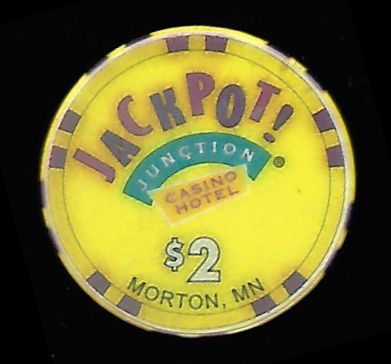 JACKPOT!
JUNCTION ®
CASINO
HOTEL
$2
MORTON, MN